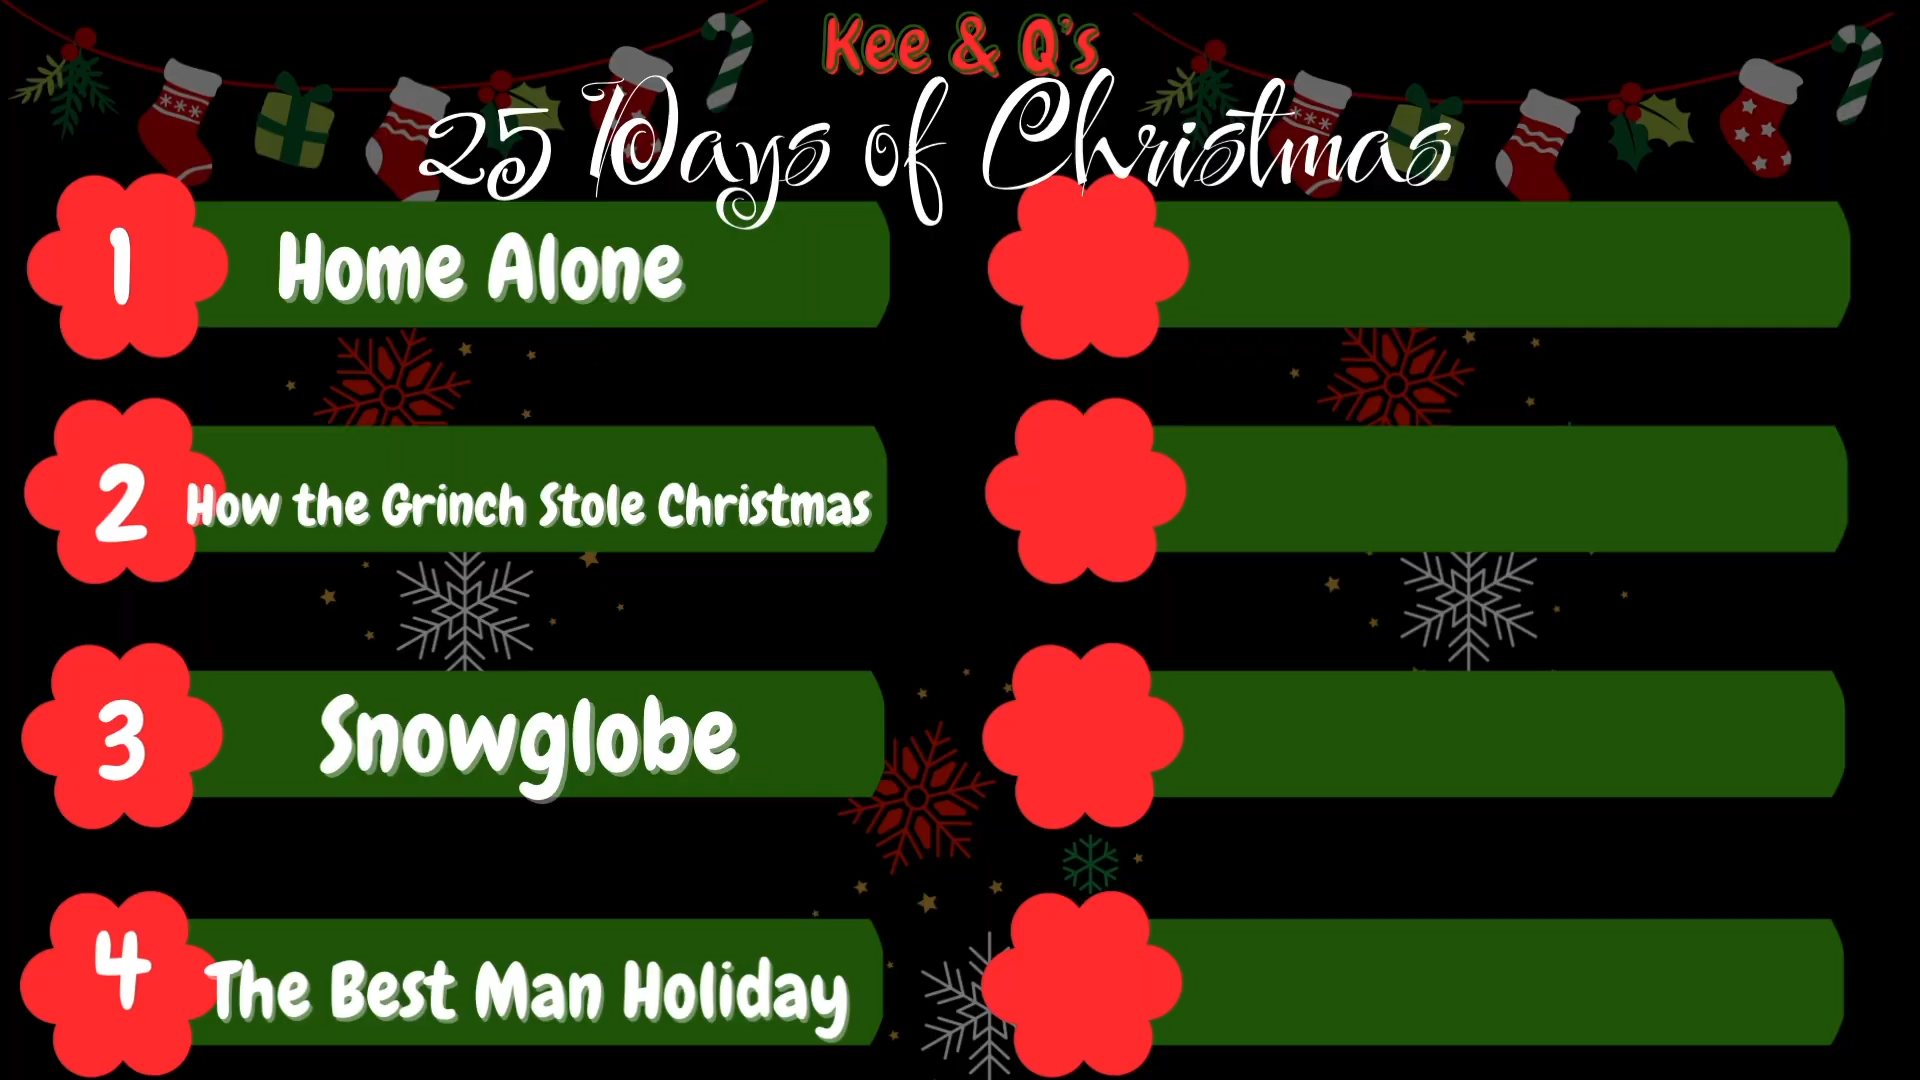 Kee & Q's
25 Days of Christmas
1 Home Alone
2 How the Grinch Stole Christmas
3 Snowglobe
4 The Best Man Holiday